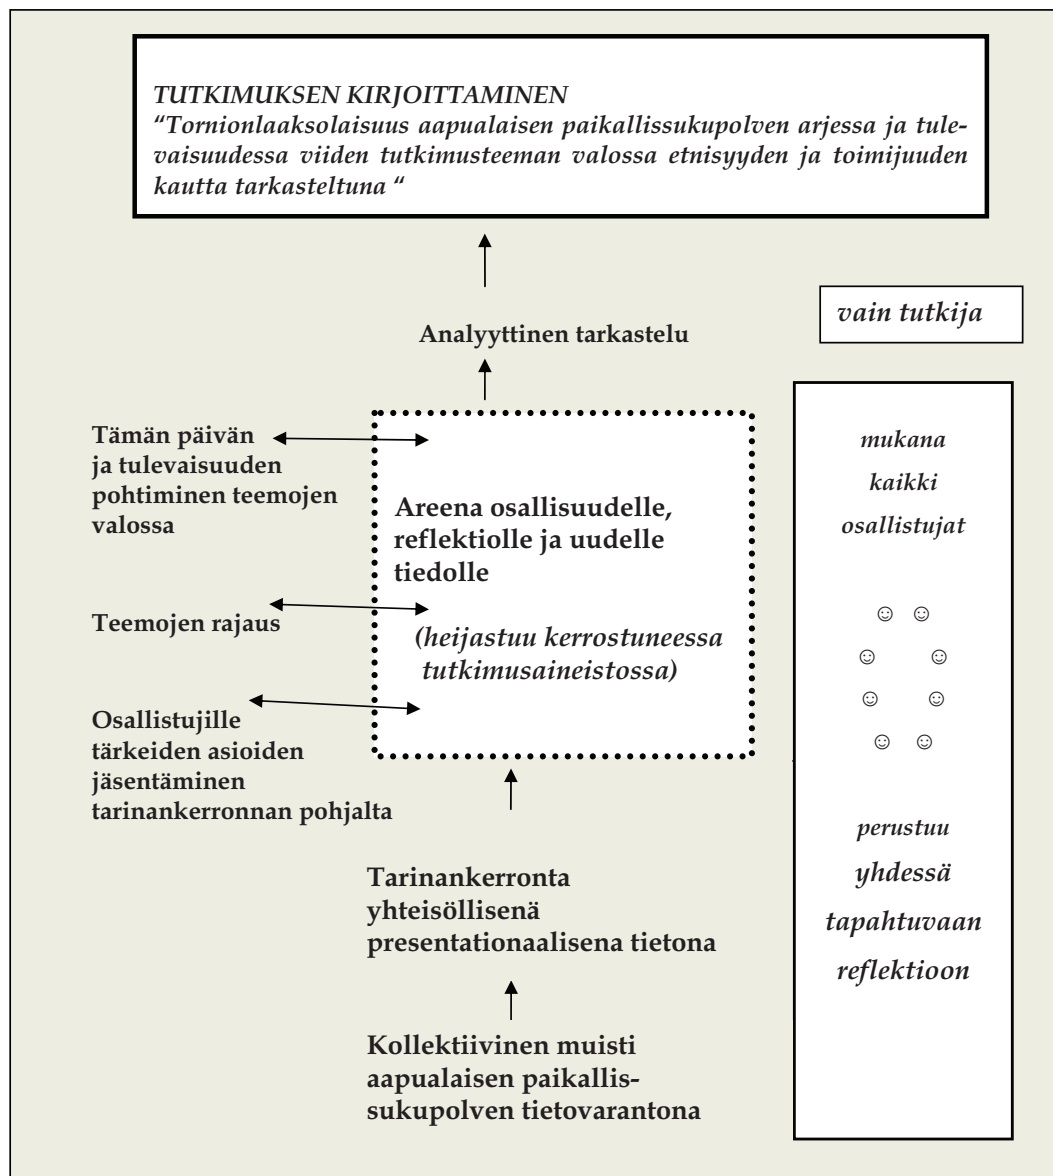 TUTKIMUKSEN KIRJOITTAMINEN
“Tornionlaaksolaisuus aapualaisen paikallissukupolven arjessa ja tule-
vaisuudessa viiden tutkimusteeman valossa etnisyyden ja toimijuuden
kautta tarkasteltuna “
vain tutkija
Analyyttinen tarkastelu
Tämän päivän
ja tulevaisuuden
pohtiminen teemojen
valossa
Teemojen rajaus
Osallistujille
tärkeiden asioiden
jäsentäminen
tarinankerronnan pohjalta
Areena osallisuudelle,
reflektiolle ja uudelle
tiedolle
(heijastuu kerrostuneessa
tutkimusaineistossa)
mukana
kaikki
osallistujat
☺ ☺
☺ ☺
☺ ☺
☺ ☺
perustuu
yhdessä
tapahtuvaan
reflektioon
Tarinankerronta
yhteisöllisenä
presentationaalisena tietona
Kollektiivinen muisti
aapualaisen paikallis-
sukupolven tietovarantona